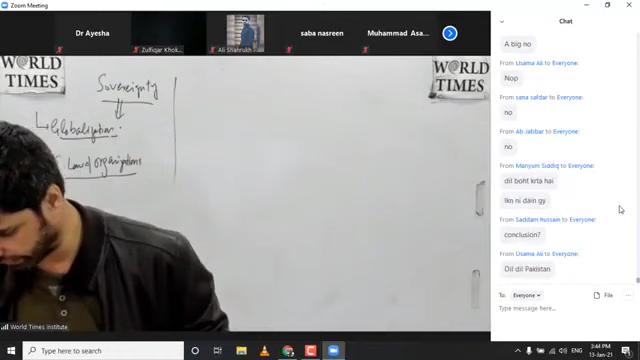 Zoom Meeting
Dr Ayesha
Zulfiqar Khok...
Ali Shahrukh
saba nasreen
Muhammad Asa...
WORLD
TIMES
Sovereignty
Globalization
WORLD
TIMES
World Times Institute
Chat
A big no
From Usama Ali to Everyone:
Nop
From sana safdar to Everyone:
no
From Ab Jabbar to Everyone:
no
From Maryum Siddiq to Everyone:
dil boht krta hai
lkn ni dain gy
From Saddam hussain to Everyone:
conclusion?
From Usama Ali to Everyone:
Dil dil Pakistan
To: Everyone
File
Type message here...
Type here to search
3:44 PM
13-Jan-21